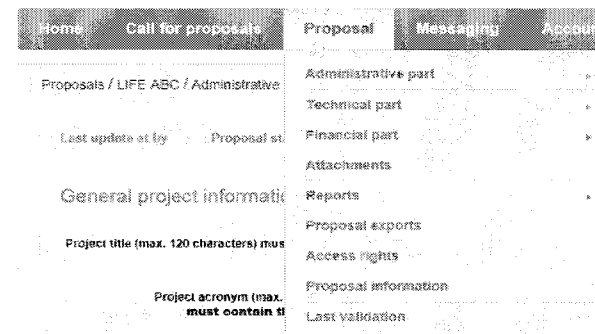 Home Call for proposals Proposal Messaging Accoun
Proposals / LIFE ABC / Administrative
Last update at by Proposal st
General project informatio
Project title (max. 120 characters) mus
Project acronym (max.
must contain th
Administrative part
Technical part
Financial part
Attachments
Reports
Proposal exports
Access rights
Proposal information
Last validation